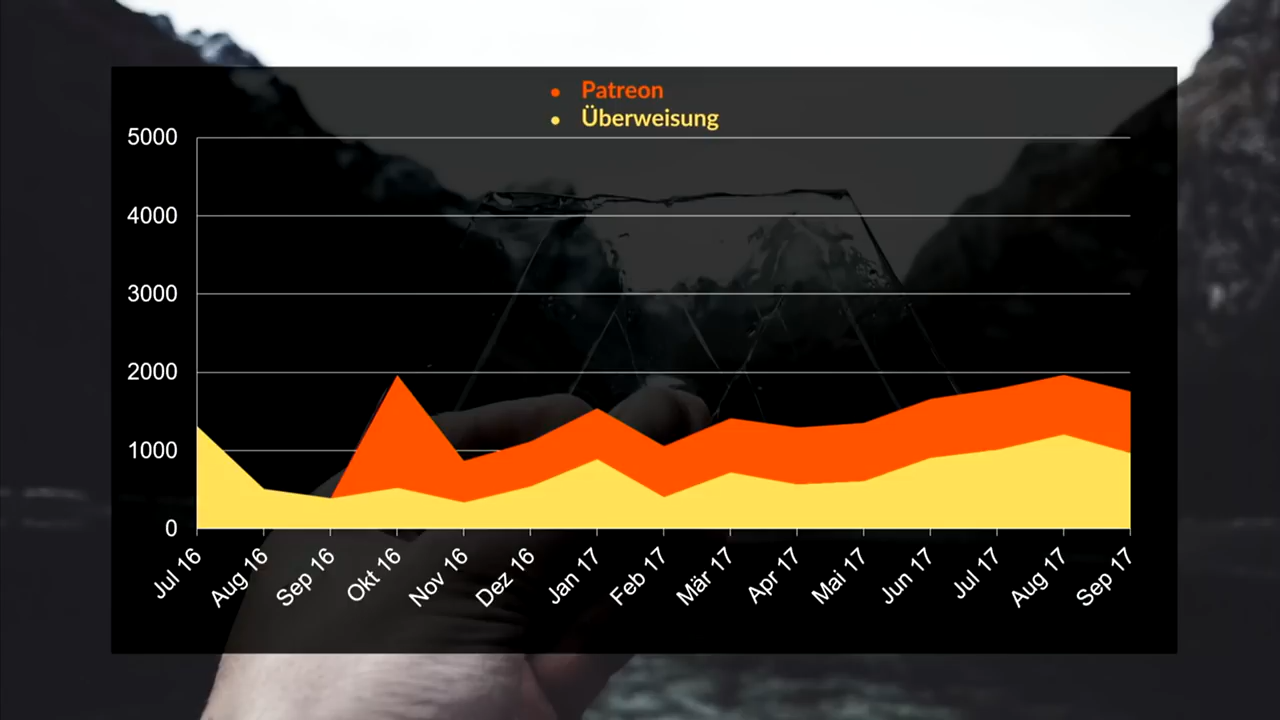 Patreon
Überweisung
5000
4000
3000
2000
1000
0
Jul 16
Aug 16
Sep 16
Okt 16
Nov 16
Dez 16
Jan 17
Feb 17
Mär 17
Apr 17
Mai 17
Jun 17
Jul 17
Aug 17
Sep 17